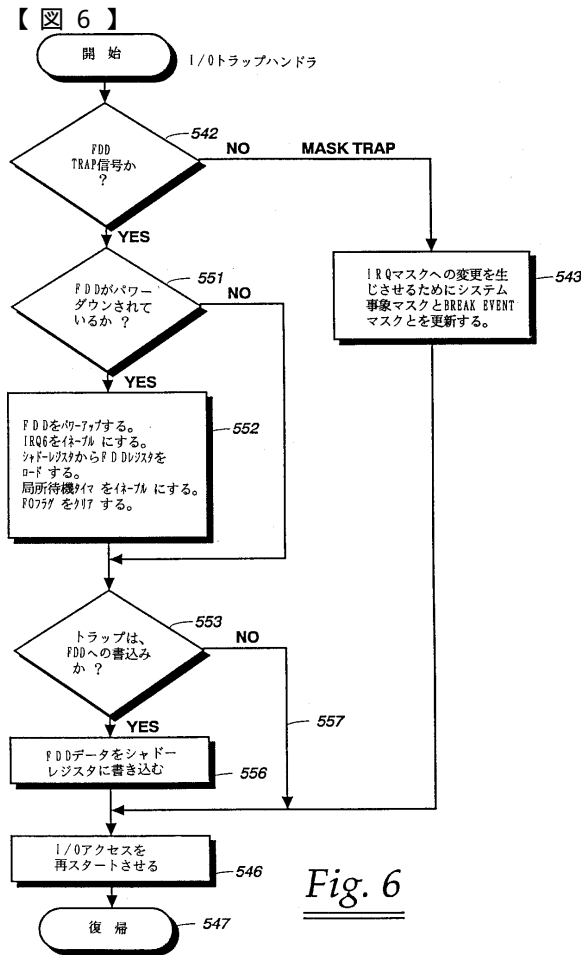 【図６】
開 始
I/Oトラップハンドラ
542
FDD
TRAP信号か
?
NO
MASK TRAP
YES
551
FDDがパワー
ダウンされて
いるか ?
NO
YES
IRQマスクへの変更を生
じさせるためにシステム
事象マスクとBREAK EVENT
マスクとを更新する。
543
552
FDDをパワーアップする。
IRQ6をイネーブル にする。
シャドーレジスタからFDDレジスタを
ロード する。
局所待機タイマ をイネーブル にする。
FOフラグ をクリア する。
553
トラップは、
FDDへの書込み
か ?
NO
557
YES
FDDデータをシャドー
レジスタに書き込む
556
I/Oアクセスを
再スタートさせる
546
Fig. 6
復 帰
547